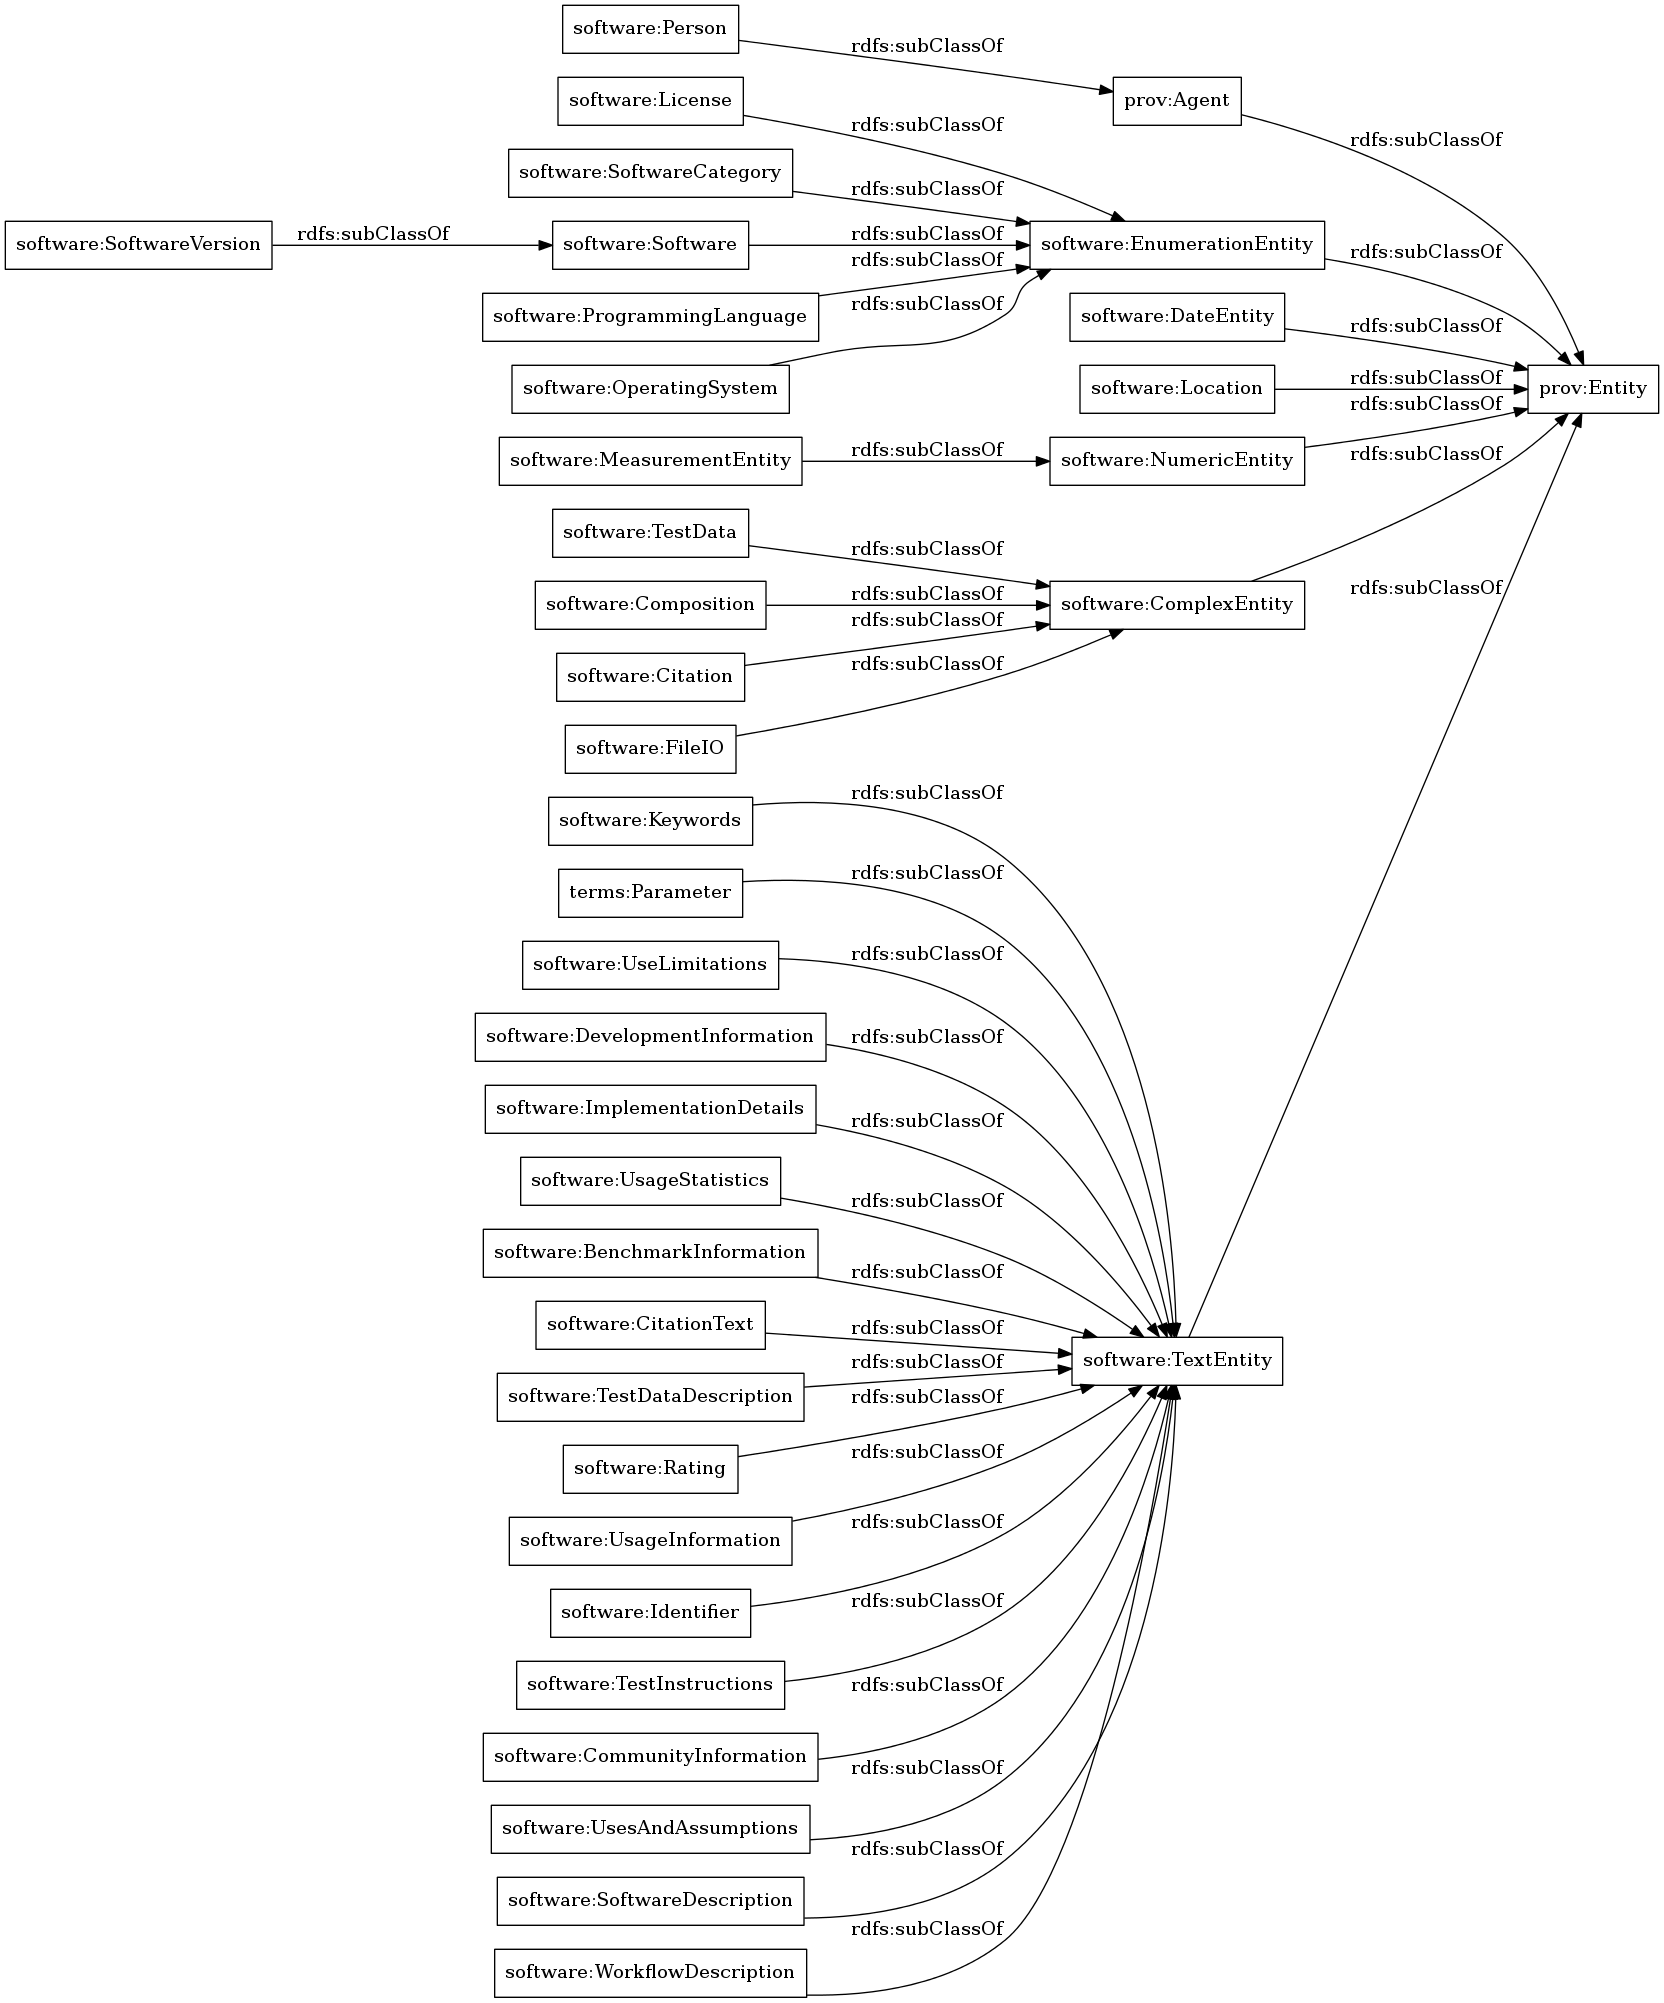 software:Person
rdfs:subClassOf
software:License
prov:Agent
rdfs:subClassOf
rdfs:subClassOf
software:SoftwareCategory
rdfs:subClassOf
software:SoftwareVersion
rdfs:subClassOf
software:Software
rdfs:subClassOf
software:EnumerationEntity
rdfs:subClassOf
rdfs:subClassOf
software:ProgrammingLanguage
rdfs:subClassOf
software:DateEntity
rdfs:subClassOf
software:OperatingSystem
software:Location
rdfs:subClassOf
prov:Entity
rdfs:subClassOf
software:MeasurementEntity
rdfs:subClassOf
software:NumericEntity
rdfs:subClassOf
software:TestData
rdfs:subClassOf
software:Composition
rdfs:subClassOf
software:ComplexEntity
rdfs:subClassOf
rdfs:subClassOf
software:Citation
rdfs:subClassOf
software:FileIO
rdfs:subClassOf
software:Keywords
rdfs:subClassOf
terms:Parameter
rdfs:subClassOf
software:UseLimitations
rdfs:subClassOf
software:DevelopmentInformation
rdfs:subClassOf
software:ImplementationDetails
software:UsageStatistics
rdfs:subClassOf
software:BenchmarkInformation
rdfs:subClassOf
software:CitationText
rdfs:subClassOf
rdfs:subClassOf
software:TextEntity
software:TestDataDescription
rdfs:subClassOf
software:Rating
rdfs:subClassOf
software:UsageInformation
rdfs:subClassOf
software:Identifier
rdfs:subClassOf
software:TestInstructions
rdfs:subClassOf
software:CommunityInformation
rdfs:subClassOf
software:UsesAndAssumptions
rdfs:subClassOf
software:SoftwareDescription
rdfs:subClassOf
software:WorkflowDescription